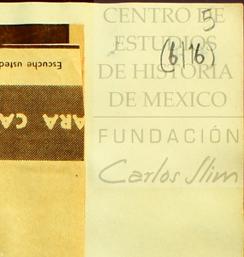 CENTRO DE
ESTUDIOS
DE HISTORIA
DE MEXICO
FUNDACIÓN
Carlos Slim
5
(6/16)
Escuche usted
ARA CA